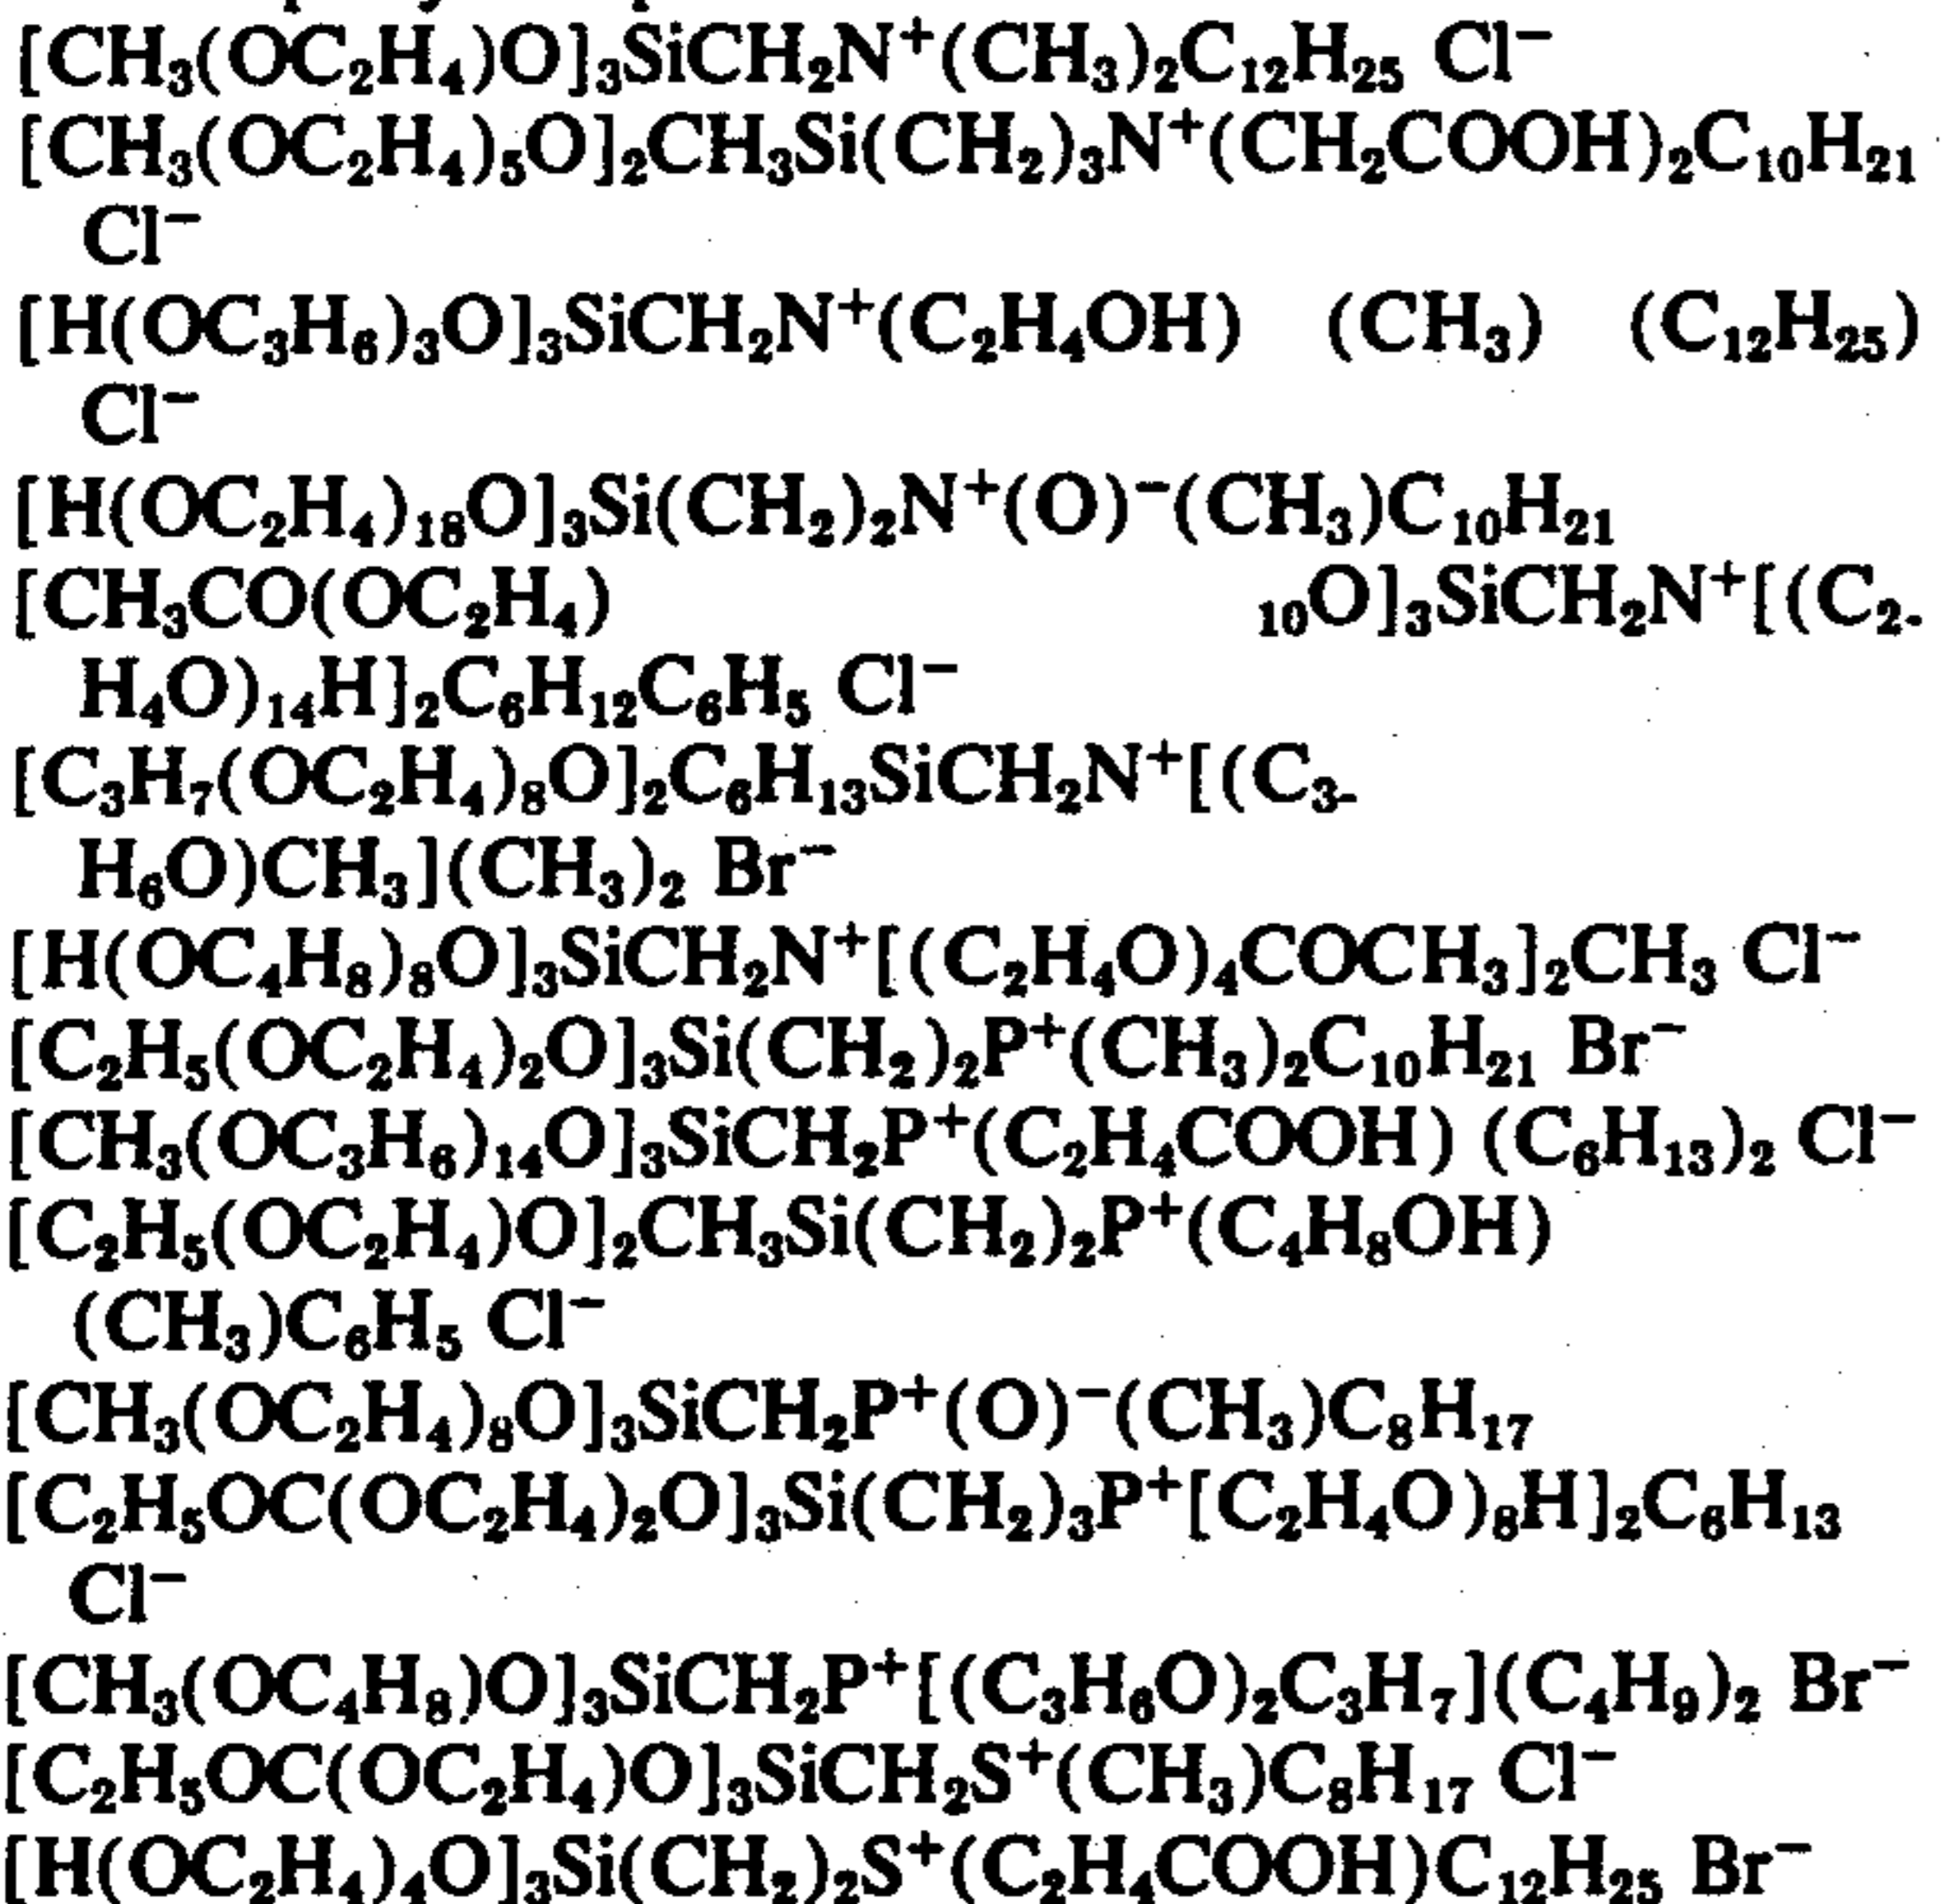 [CH₃(OC₂H₄)O]₃SiCH₂N⁺(CH₃)₂C₁₂H₂₅ Cl⁻
[CH₃(OC₂H₄)₅O]₂CH₃Si(CH₂)₃N⁺(CH₂COOH)₂C₁₀H₂₁
Cl⁻
[H(OC₃H₆)₃O]₃SiCH₂N⁺(C₂H₄OH) (CH₃) (C₁₂H₂₅)
Cl⁻
[H(OC₂H₄)₁₈O]₃Si(CH₂)₂N⁺(O)⁻(CH₃)C₁₀H₂₁
[CH₃CO(OC₂H₄) ₁₀O]₃SiCH₂N⁺[(C₂-
H₄O)₁₄H]₂C₆H₁₂C₆H₅ Cl⁻
[C₃H₇(OC₂H₄)₈O]₂C₆H₁₃SiCH₂N⁺[(C₃-
H₆O)CH₃](CH₃)₂ Br⁻
[H(OC₄H₈)₈O]₃SiCH₂N⁺[(C₂H₄O)₄COCH₃]₂CH₃ Cl⁻
[C₂H₅(OC₂H₄)₂O]₃Si(CH₂)₂P⁺(CH₃)₂C₁₀H₂₁ Br⁻
[CH₃(OC₃H₆)₁₄O]₃SiCH₂P⁺(C₂H₄COOH) (C₆H₁₃)₂ Cl⁻
[C₂H₅(OC₂H₄)O]₂CH₃Si(CH₂)₂P⁺(C₄H₈OH)
(CH₃)C₆H₅ Cl⁻
[CH₃(OC₂H₄)₈O]₃SiCH₂P⁺(O)⁻(CH₃)C₈H₁₇
[C₂H₅OC(OC₂H₄)₂O]₃Si(CH₂)₃P⁺[C₂H₄O)₈H]₂C₆H₁₃
Cl⁻
[CH₃(OC₄H₈)O]₃SiCH₂P⁺[(C₃H₆O)₂C₃H₇](C₄H₉)₂ Br⁻
[C₂H₅OC(OC₂H₄)O]₃SiCH₂S⁺(CH₃)C₈H₁₇ Cl⁻
[H(OC₂H₄)₄O]₃Si(CH₂)₂S⁺(C₂H₄COOH)C₁₂H₂₅ Br⁻